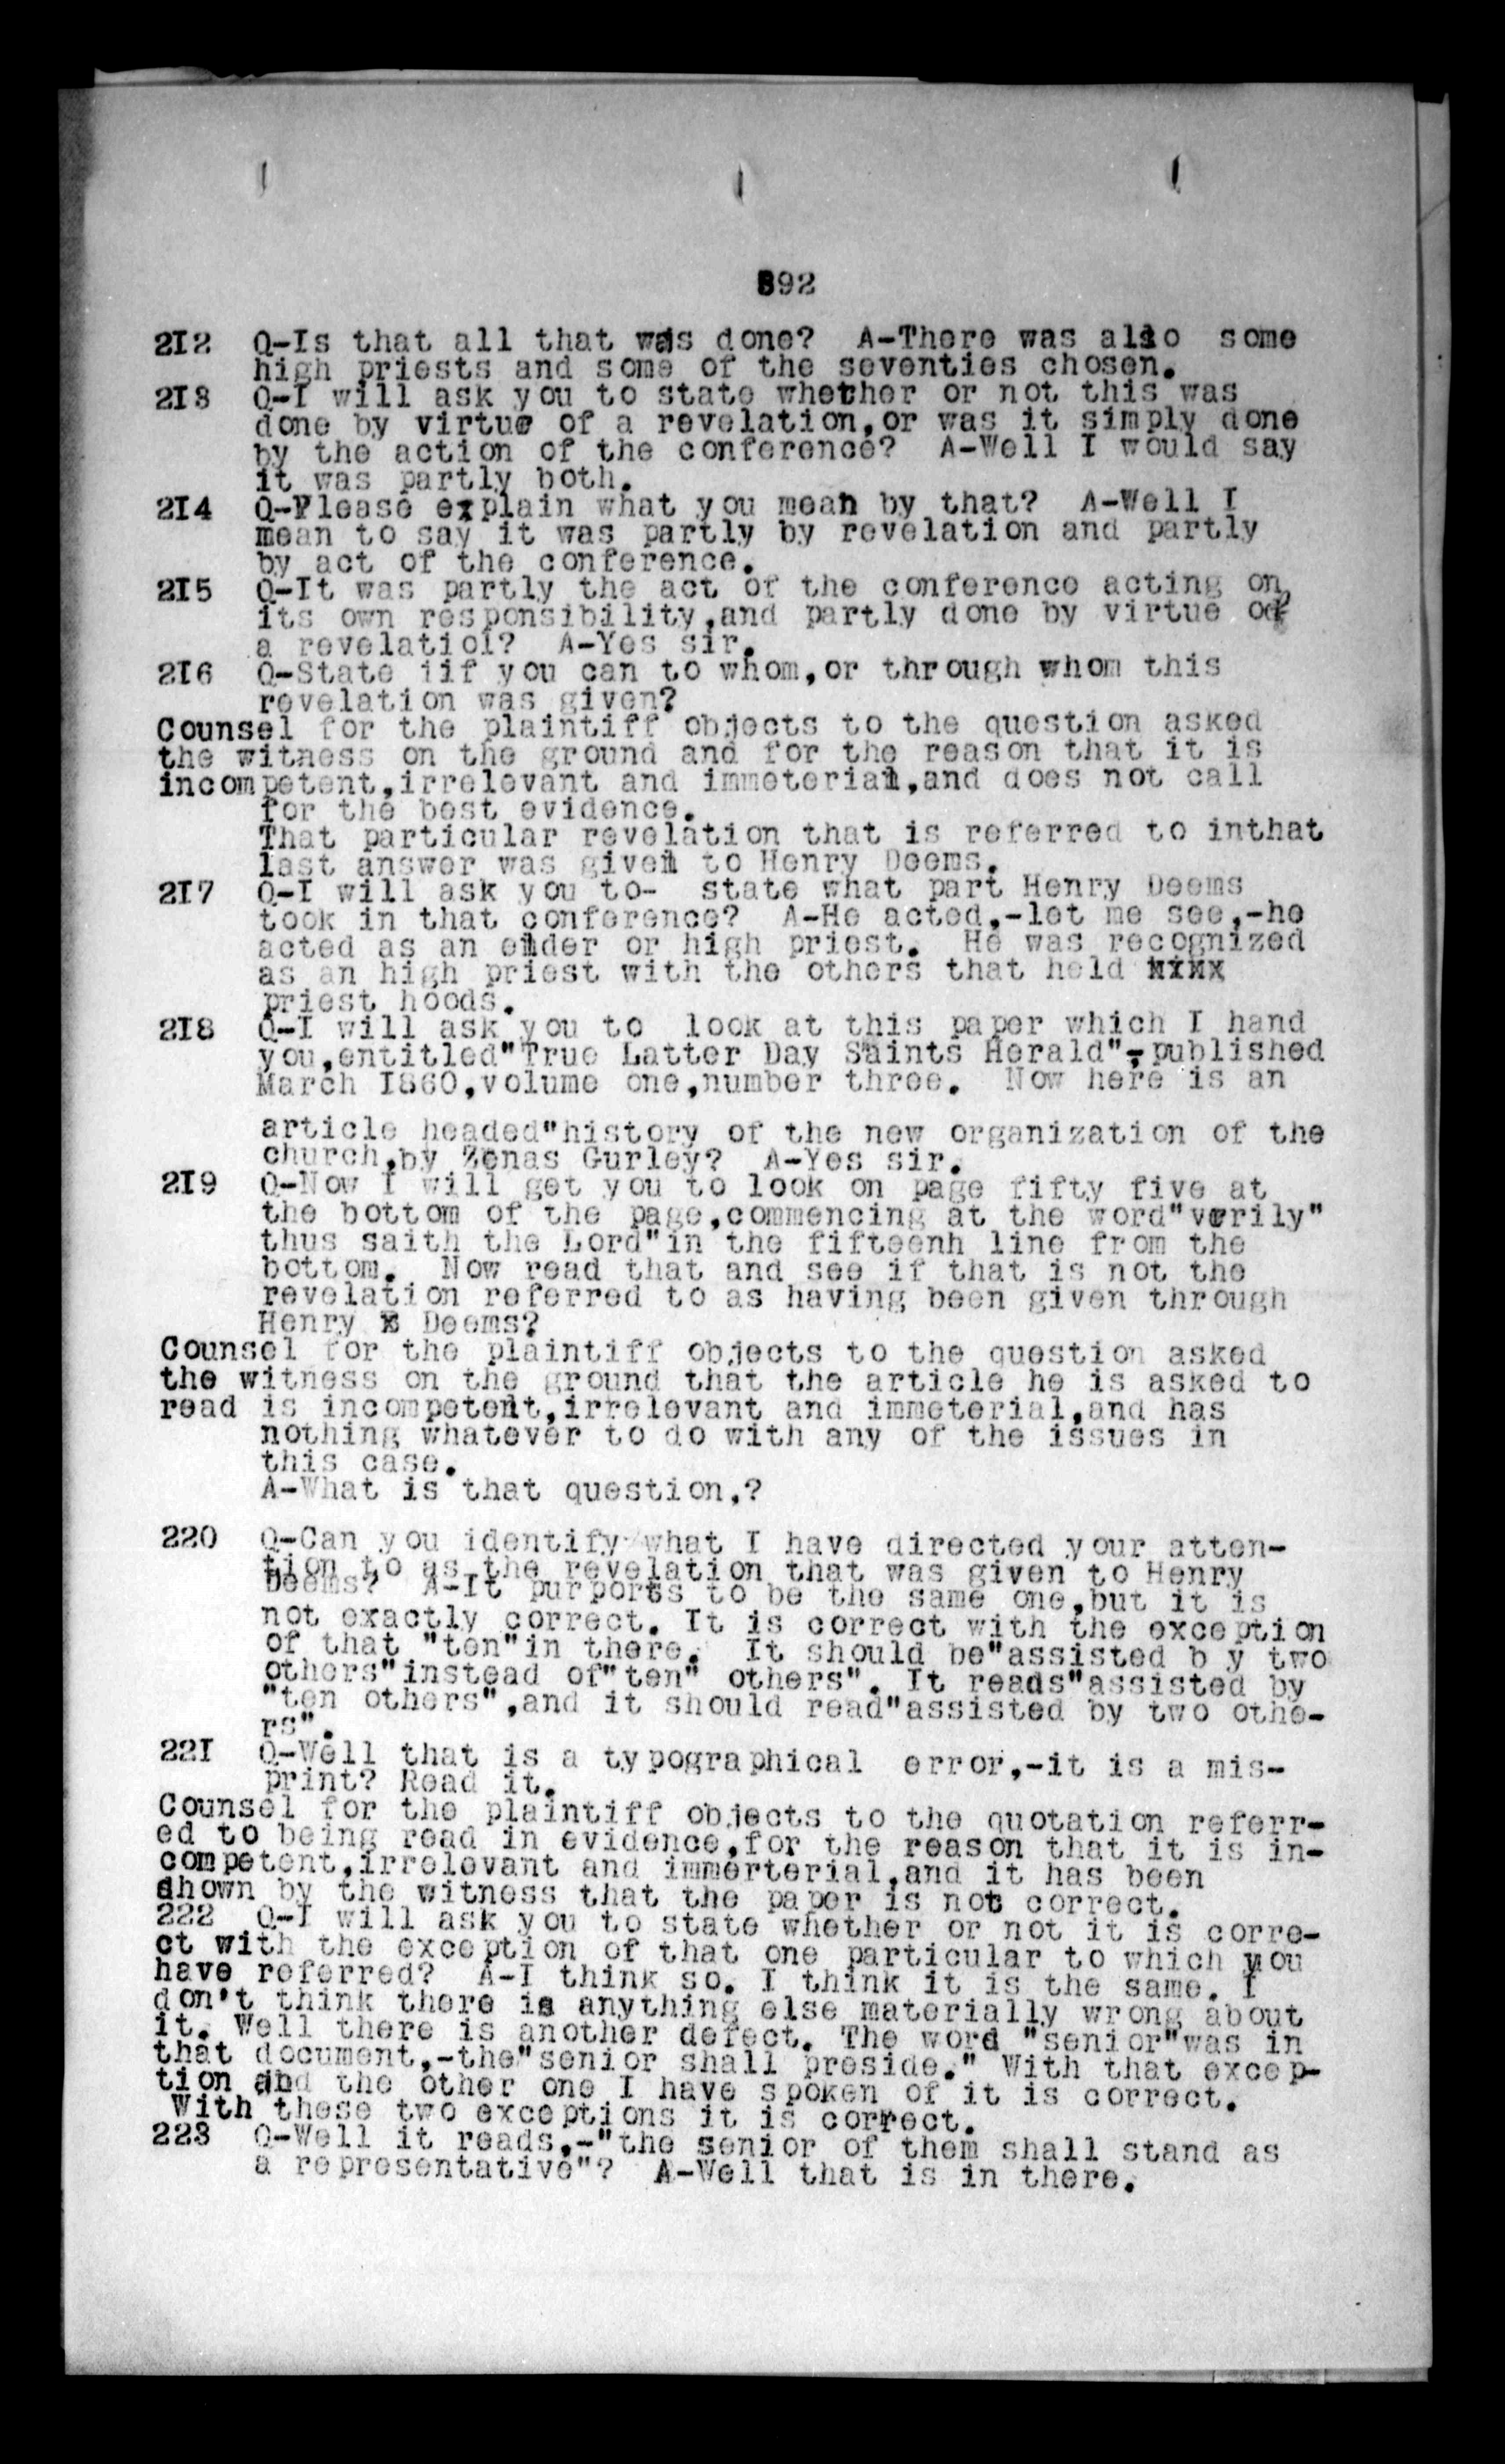 892
212 Q-Is that all that was done? A-There was also some
high priests and some of the seventies chosen.
213 Q-I will ask you to state whether or not this was
done by virtue of a revelation,or was it simply done
by the action of the conference? A-Well I would say
it was partly both.
214 Q-Please explain what you mean by that? A-Well I
mean to say it was partly by revelation and partly
by act of the conference.
215 Q-It was partly the act of the conference acting on
its own responsibility,and partly done by virtue of
a revelatiol? A-Yes sir.
216 Q-State iif you can to whom,or through whom this
revelation was given?
Counsel for the plaintiff objects to the question asked
the witness on the ground and for the reason that it is
incompetent,irrelevant and immeterial,and does not call
for the best evidence.
That particular revelation that is referred to inthat
last answer was given to Henry Deems.
217 Q-I will ask you to- state what part Henry Deems
took in that conference? A-He acted,-let me see,-he
acted as an elder or high priest. He was recognized
as an high priest with the others that held xxxx
priest hoods.
218 Q-I will ask you to look at this paper which I hand
you,entitled"True Latter Day Saints Herald"-,published
March 1860,volume one,number three. Now here is an
article headed"history of the new organization of the
church,by Zenas Gurley? A-Yes sir.
219 Q-Now I will get you to look on page fifty five at
the bottom of the page,commencing at the word"verily"
thus saith the Lord"in the fifteenh line from the
bottom. Now read that and see if that is not the
revelation referred to as having been given through
Henry x Deems?
Counsel for the plaintiff objects to the question asked
the witness on the ground that the article he is asked to
read is incompetent,irrelevant and immeterial,and has
nothing whatever to do with any of the issues in
this case.
A-What is that question,?
220 Q-Can you identify what I have directed your atten-
tion to as the revelation that was given to Henry
Deems? A-It purports to be the same one,but it is
not exactly correct. It is correct with the exception
of that "ten"in there. It should be"assisted b y two
others"instead of"ten" others". It reads"assisted by
"ten others",and it should read"assisted by two othe-
rs".
221 Q-Well that is a typographical error,-it is a mis-
print? Read it.
Counsel for the plaintiff objects to the quotation referr-
ed to being read in evidence,for the reason that it is in-
competent,irrelevant and immerterial,and it has been
shown by the witness that the paper is not correct.
222 Q-I will ask you to state whether or not it is corre-
ct with the exception of that one particular to which you
have referred? A-I think so. I think it is the same. I
don't think there is anything else materially wrong about
it. Well there is another defect. The word "senior"was in
that document,-the"senior shall preside." With that excep-
tion and the other one I have spoken of it is correct.
With these two exceptions it is correct.
223 Q-Well it reads,-"the senior of them shall stand as
a representative"? A-Well that is in there.